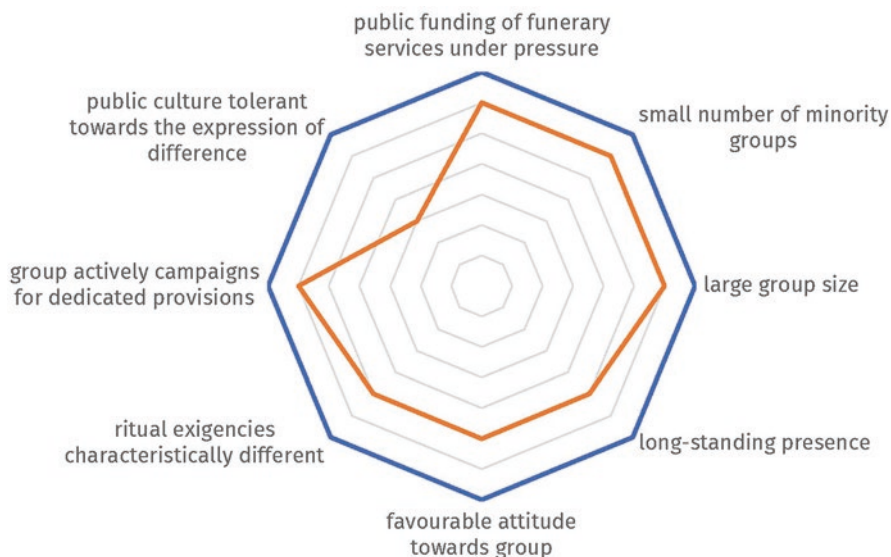 public funding of funerary
services under pressure
small number of minority
groups
large group size
long-standing presence
favourable attitude
towards group
ritual exigencies
characteristically different
group actively campaigns
for dedicated provisions
public culture tolerant
towards the expression of
difference